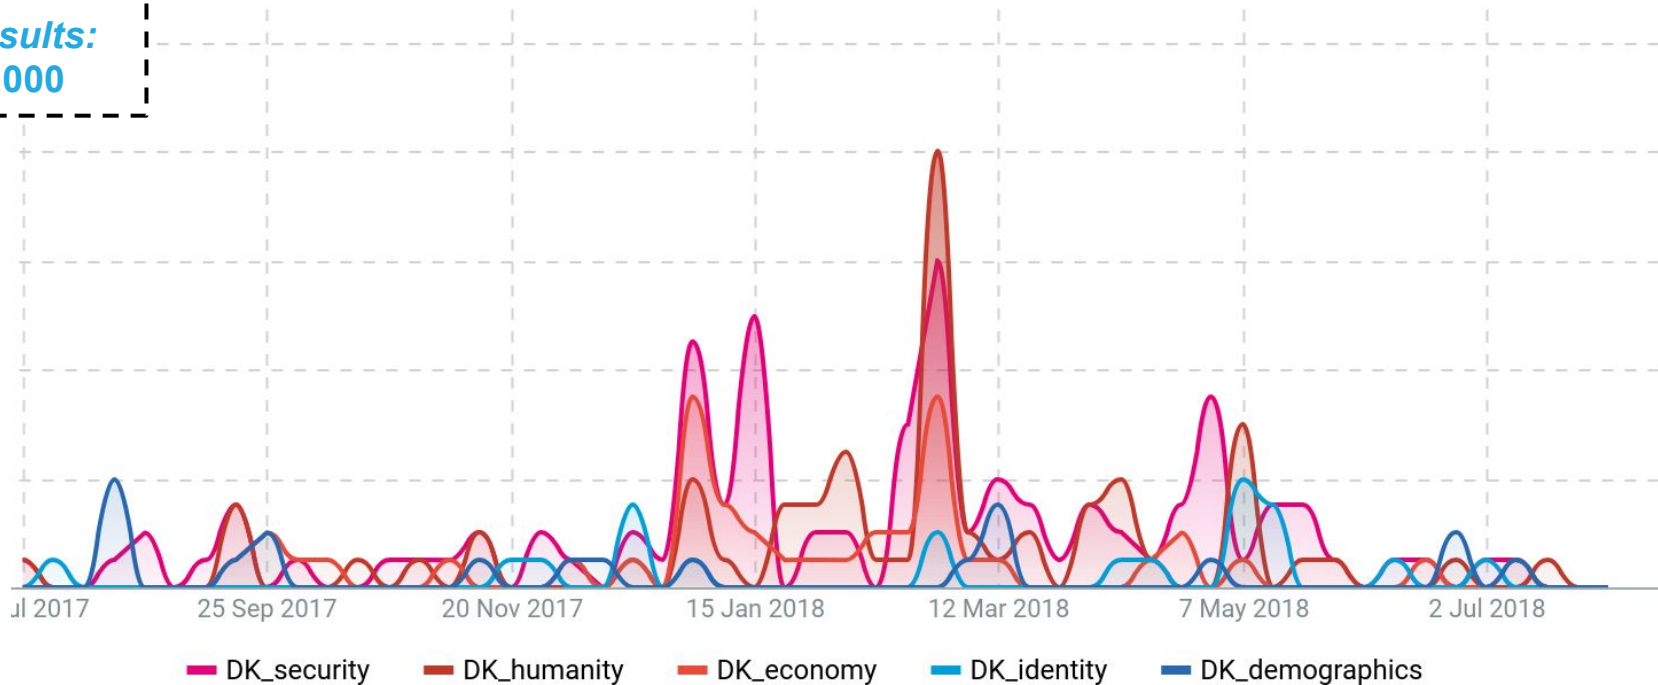 sults:
000
ul 2017 25 Sep 2017 20 Nov 2017 15 Jan 2018 12 Mar 2018 7 May 2018 2 Jul 2018
DK_security DK_humanity DK_economy DK_identity DK_demographics